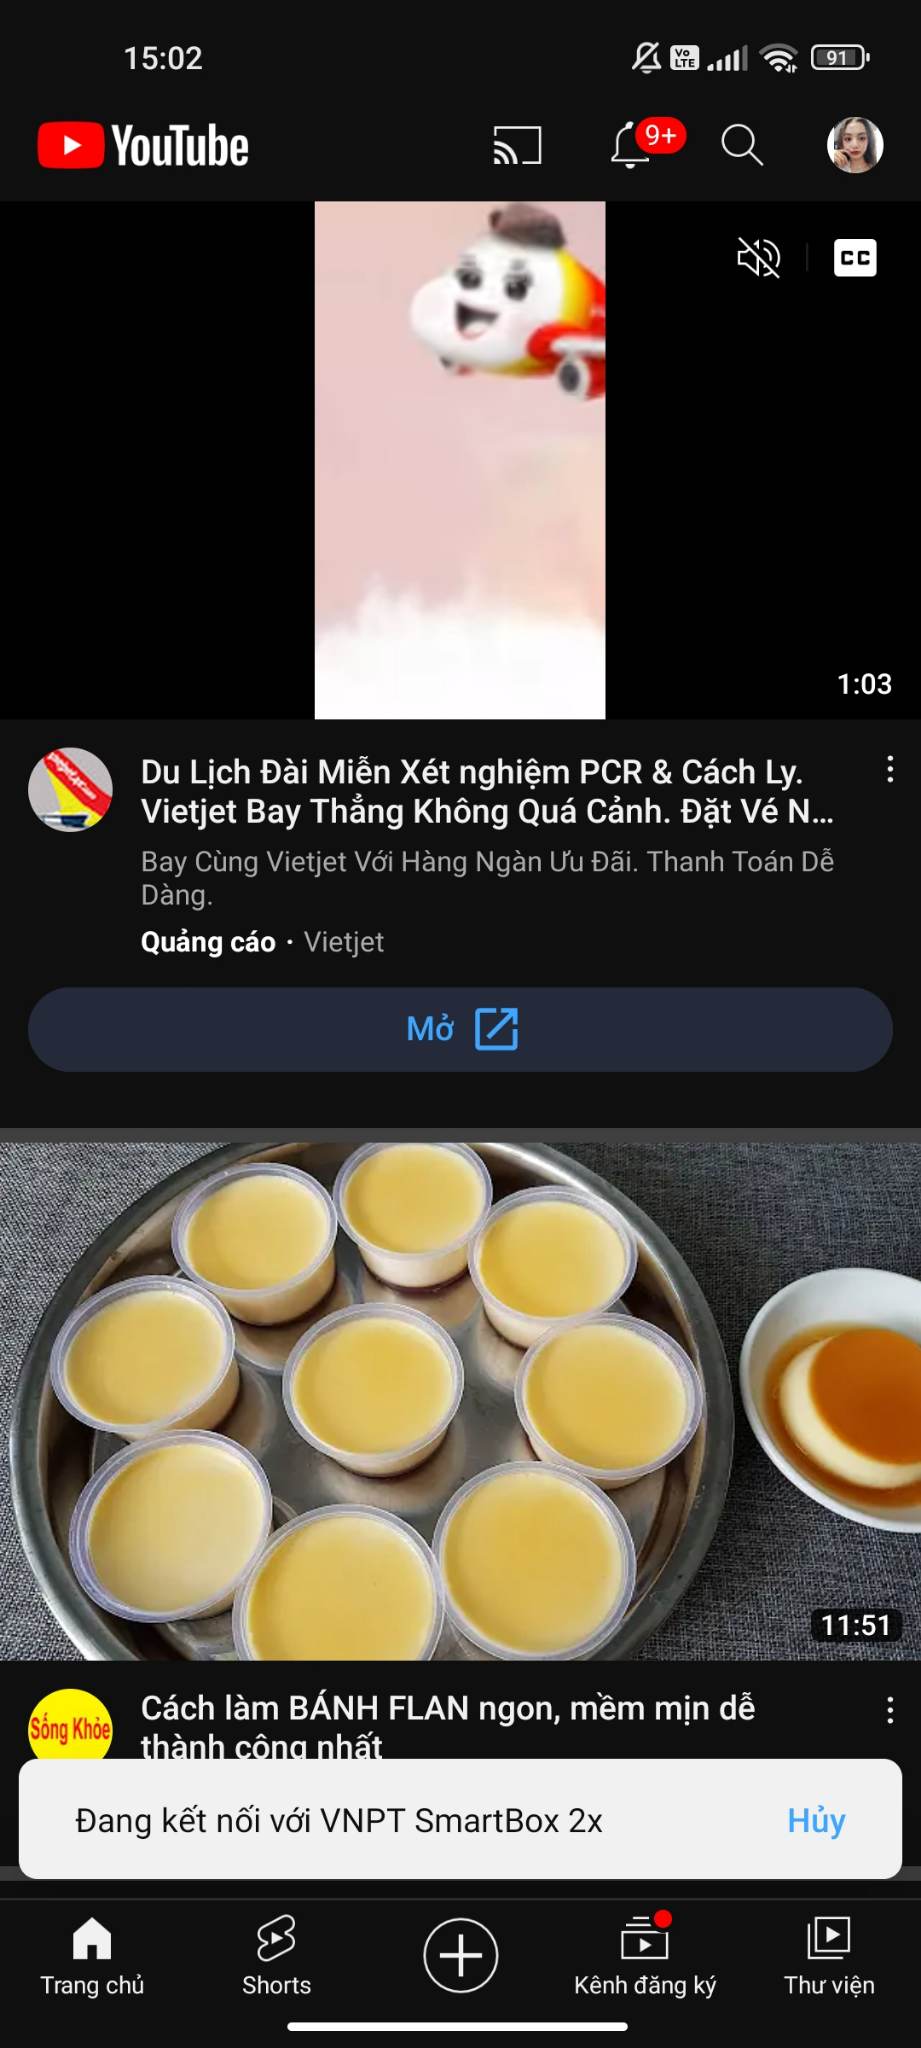 15:02
Vo
LTE
91
YouTube
9+
CC
1:03
Du Lịch Đài Miễn Xét nghiệm PCR & Cách Ly.
Vietjet Bay Thẳng Không Quá Cảnh. Đặt Vé N...
Bay Cùng Vietjet Với Hàng Ngàn Ưu Đãi. Thanh Toán Dễ
Dàng.
Quảng cáo · Vietjet
Mở
11:51
Sống Khỏe
Cách làm BÁNH FLAN ngon, mềm mịn dễ
thành công nhất
Đang kết nối với VNPT SmartBox 2x
Hủy
Trang chủ
Shorts
Kênh đăng ký
Thư viện